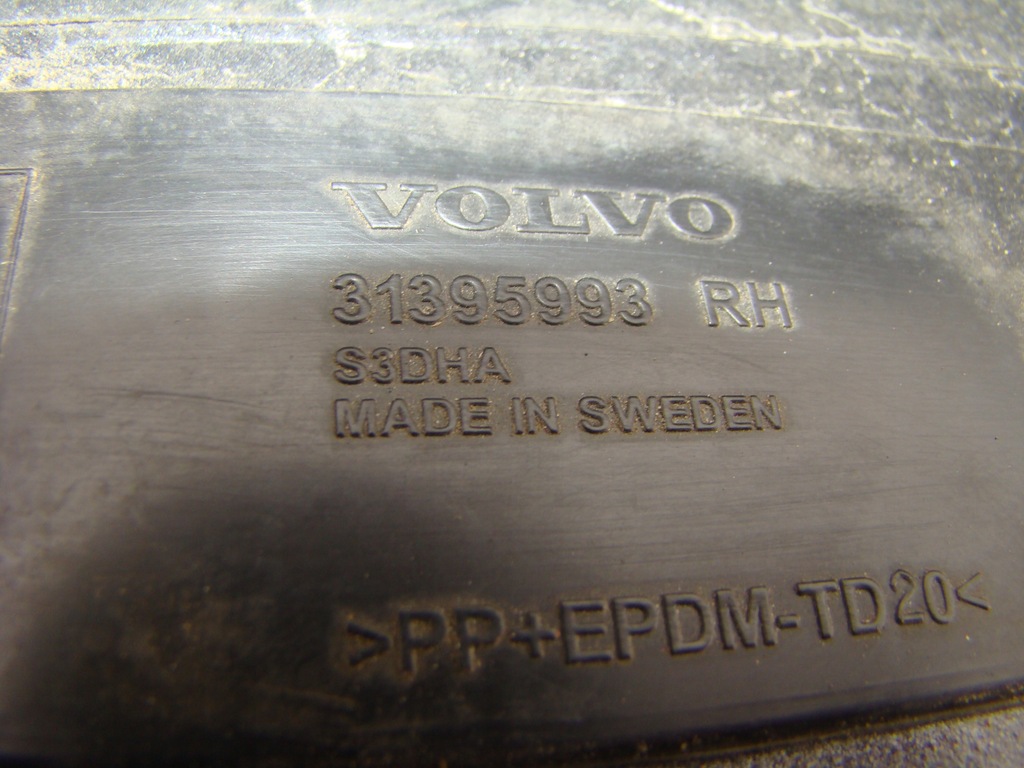 VOLVO
31395993 RH
S3DHA
MADE IN SWEDEN
>PP+EPDM-TD20<